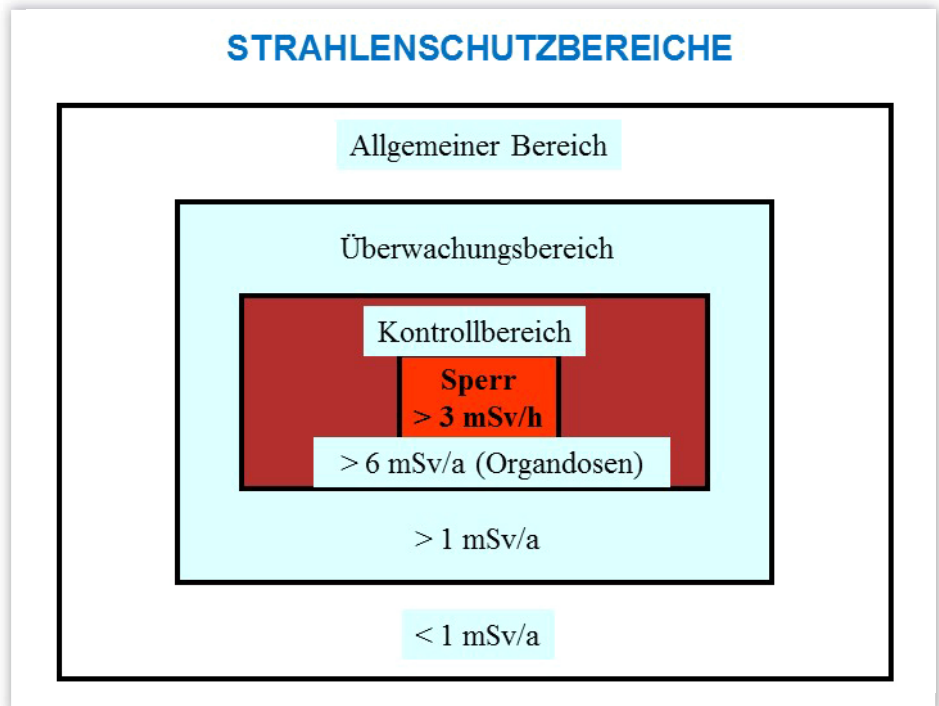 STRAHLENSCHUTZBEREICHE
Allgemeiner Bereich
Überwachungsbereich
Kontrollbereich
Sperr
> 3 mSv/h
> 6 mSv/a (Organdosen)
> 1 mSv/a
< 1 mSv/a